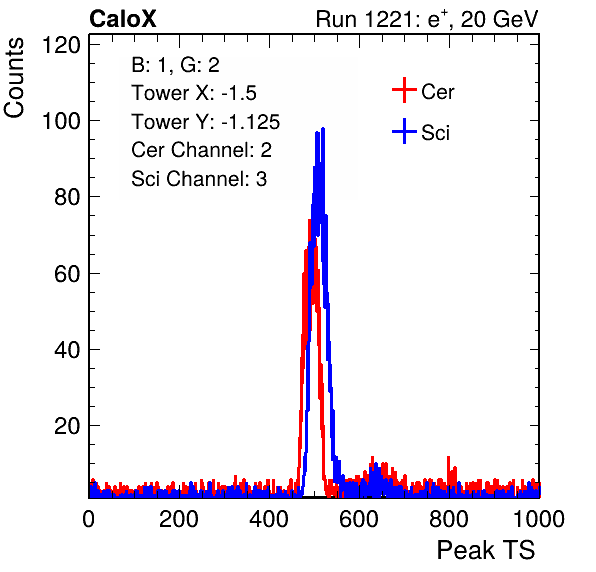 CaloX Run 1221: e+, 20 GeV
Counts
120
100
80
60
40
20
B: 1, G: 2
Tower X: -1.5
Tower Y: -1.125
Cer Channel: 2
Sci Channel: 3
Cer
Sci
0 200 400 600 800 1000
Peak TS